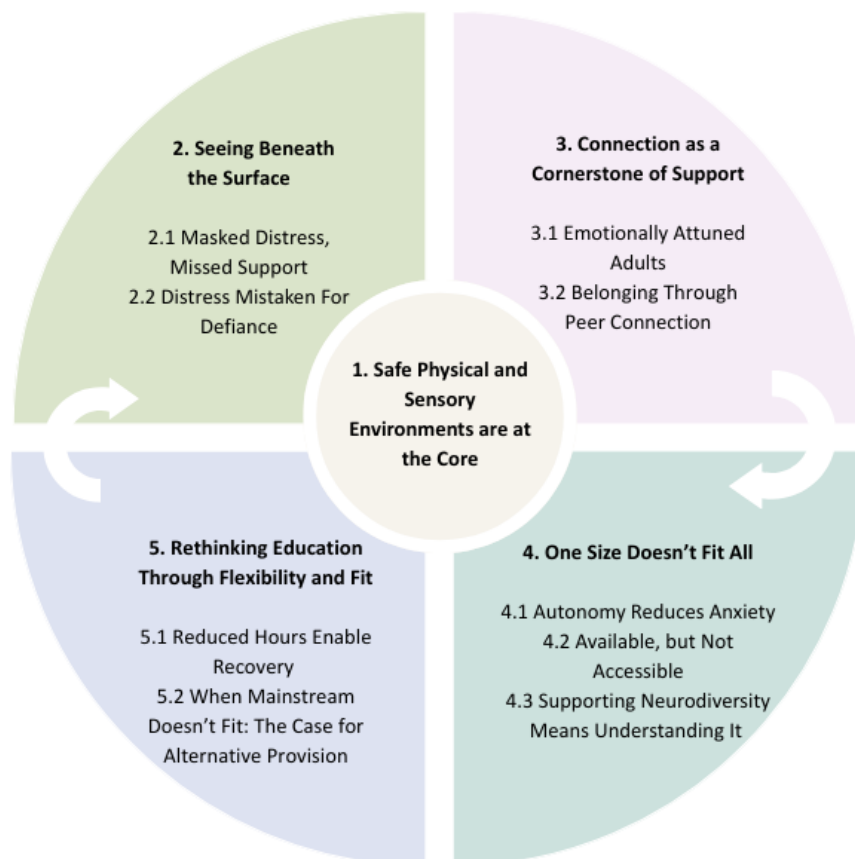 2. Seeing Beneath
the Surface
2.1 Masked Distress,
Missed Support
2.2 Distress Mistaken For
Defiance
3. Connection as a
Cornerstone of Support
3.1 Emotionally Attuned
Adults
3.2 Belonging Through
Peer Connection
1. Safe Physical and
Sensory
Environments are at
the Core
5. Rethinking Education
Through Flexibility and Fit
5.1 Reduced Hours Enable
Recovery
5.2 When Mainstream
Doesn’t Fit: The Case for
Alternative Provision
4. One Size Doesn’t Fit All
4.1 Autonomy Reduces Anxiety
4.2 Available, but Not
Accessible
4.3 Supporting Neurodiversity
Means Understanding It